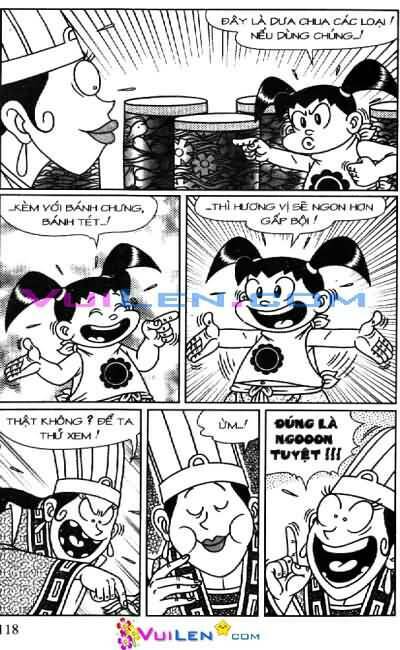 ĐÂY LÀ DƯA CHUA CÁC LOẠI!
NẾU DÙNG CHÚNG...!
...KÈM VỚI BÁNH CHƯNG,
BÁNH TÉT...!
...THÌ HƯƠNG VỊ SẼ NGON HƠN
GẤP BỘI!
VUILEN.COM
THẬT KHÔNG? ĐỂ TA
THỬ XEM!
ỪM...!
ĐÚNG LÀ
NGOOON
TUYỆT!!!
118
VUILEN.COM